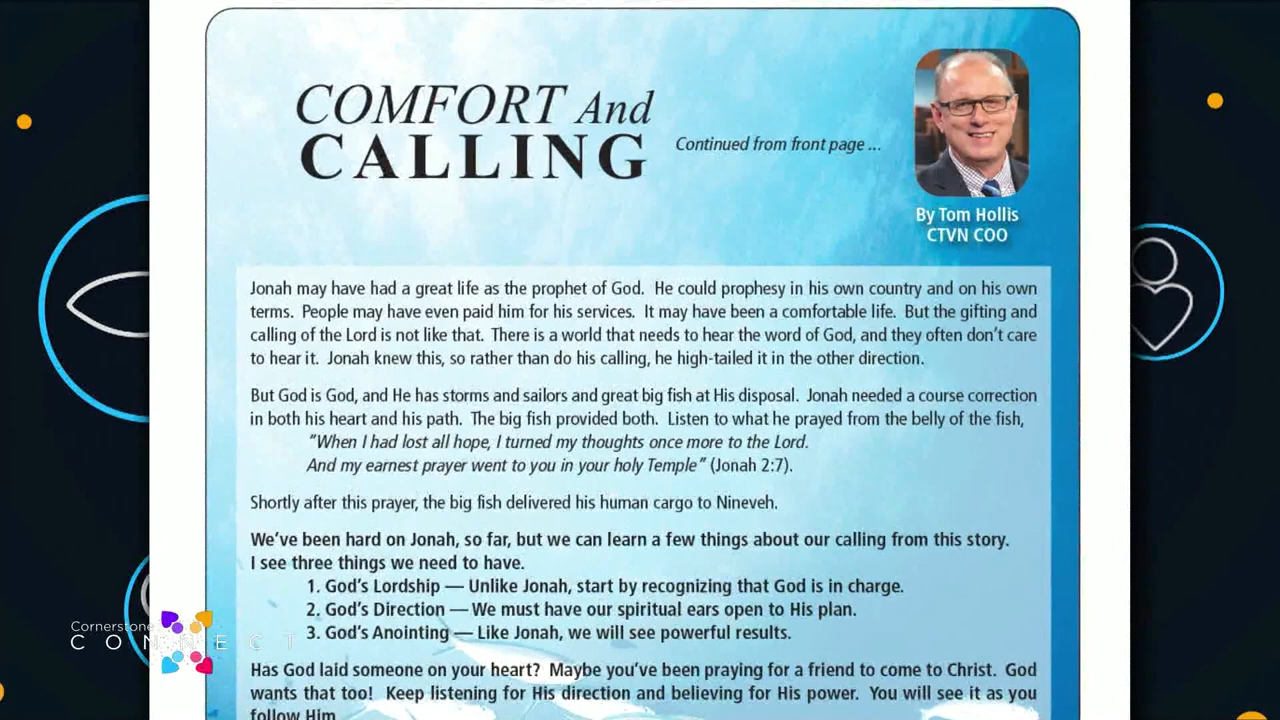 COMFORT And
CALLING
Continued from front page ...
By Tom Hollis
CTVN COO
Jonah may have had a great life as the prophet of God. He could prophesy in his own country and on his own
terms. People may have even paid him for his services. It may have been a comfortable life. But the gifting and
calling of the Lord is not like that. There is a world that needs to hear the word of God, and they often don't care
to hear it. Jonah knew this, so rather than do his calling, he high-tailed it in the other direction.
But God is God, and He has storms and sailors and great big fish at His disposal. Jonah needed a course correction
in both his heart and his path. The big fish provided both. Listen to what he prayed from the belly of the fish,
"When I had lost all hope, I turned my thoughts once more to the Lord.
And my earnest prayer went to you in your holy Temple" (Jonah 2:7).
Shortly after this prayer, the big fish delivered his human cargo to Nineveh.
We've been hard on Jonah, so far, but we can learn a few things about our calling from this story.
I see three things we need to have.
1. God's Lordship — Unlike Jonah, start by recognizing that God is in charge.
2. God's Direction — We must have our spiritual ears open to His plan.
3. God's Anointing — Like Jonah, we will see powerful results.
Has God laid someone on your heart? Maybe you've been praying for a friend to come to Christ. God
wants that too! Keep listening for His direction and believing for His power. You will see it as you
follow Him
Cornerstone
CONNECT